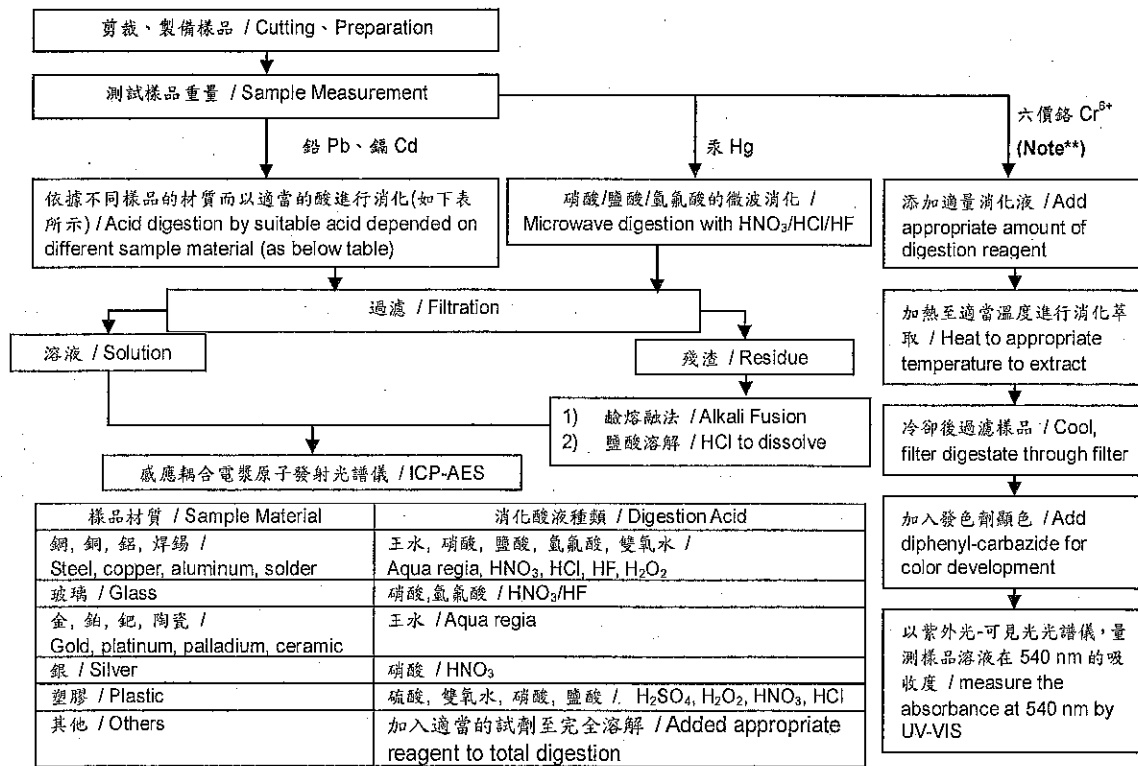 剪裁、製備樣品 / Cutting、Preparation
測試樣品重量 / Sample Measurement
鉛 Pb、鎘 Cd
汞 Hg
六價鉻 Cr⁶⁺
(Note**)
依據不同樣品的材質而以適當的酸進行消化(如下表
所示) / Acid digestion by suitable acid depended on
different sample material (as below table)
硝酸/鹽酸/氫氟酸的微波消化 /
Microwave digestion with HNO₃/HCl/HF
添加適量消化液 / Add
appropriate amount of
digestion reagent
過濾 / Filtration
溶液 / Solution
殘渣 / Residue
加熱至適當溫度進行消化萃
取 / Heat to appropriate
temperature to extract
1) 鹼熔融法 / Alkali Fusion
2) 鹽酸溶解 / HCl to dissolve
冷卻後過濾樣品 / Cool,
filter digestate through filter
感應耦合電漿原子發射光譜儀 / ICP-AES
加入發色劑顯色 / Add
diphenyl-carbazide for
color development
以紫外光-可見光光譜儀,量
測樣品溶液在 540 nm 的吸
收度 / measure the
absorbance at 540 nm by
UV-VIS
樣品材質 / Sample Material
消化酸液種類 / Digestion Acid
鋼, 銅, 鋁, 焊錫 /
Steel, copper, aluminum, solder
王水, 硝酸, 鹽酸, 氫氟酸, 雙氧水 /
Aqua regia, HNO₃, HCl, HF, H₂O₂
玻璃 / Glass
硝酸,氫氟酸 / HNO₃/HF
金, 鉑, 鈀, 陶瓷 /
Gold, platinum, palladium, ceramic
王水 / Aqua regia
銀 / Silver
硝酸 / HNO₃
塑膠 / Plastic
硫酸, 雙氧水, 硝酸, 鹽酸 /. H₂SO₄, H₂O₂, HNO₃, HCl
其他 / Others
加入適當的試劑至完全溶解 / Added appropriate
reagent to total digestion